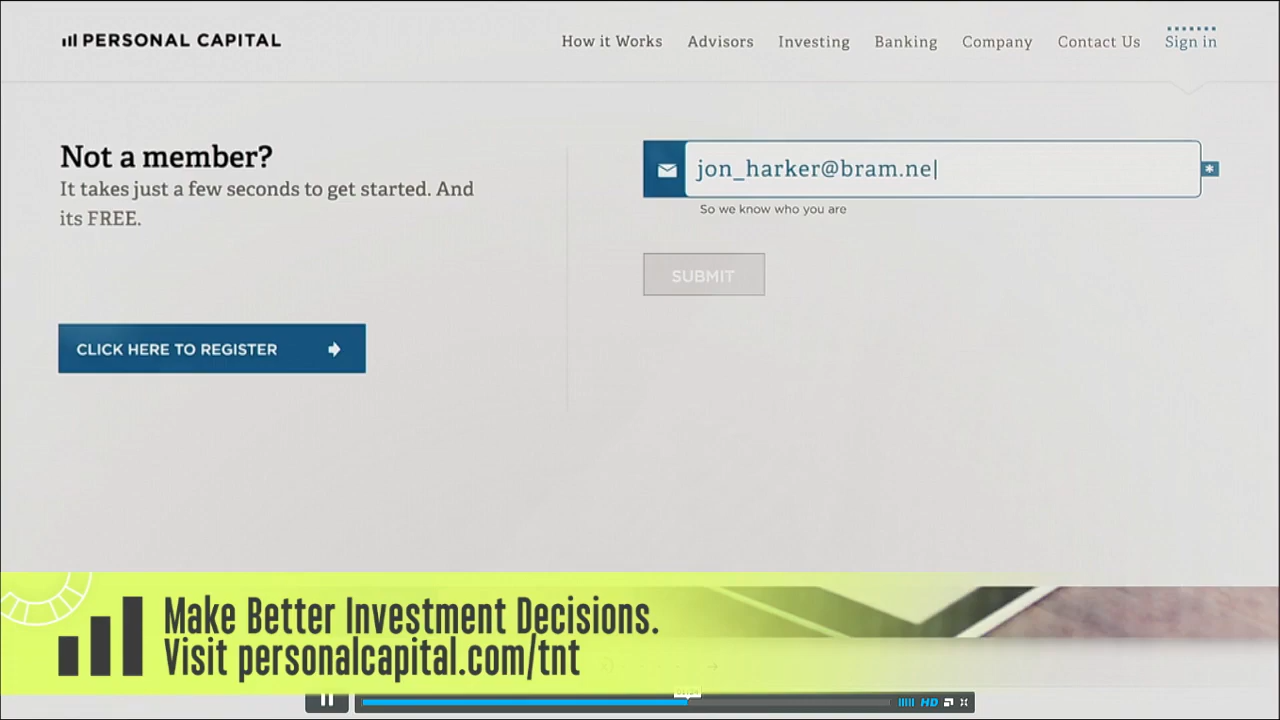 PERSONAL CAPITAL
How it Works Advisors Investing Banking Company Contact Us Sign in
Not a member?
It takes just a few seconds to get started. And
its FREE.
jon_harker@bram.ne
*
So we know who you are
SUBMIT
CLICK HERE TO REGISTER
Make Better Investment Decisions.
Visit personalcapital.com/tnt
HD